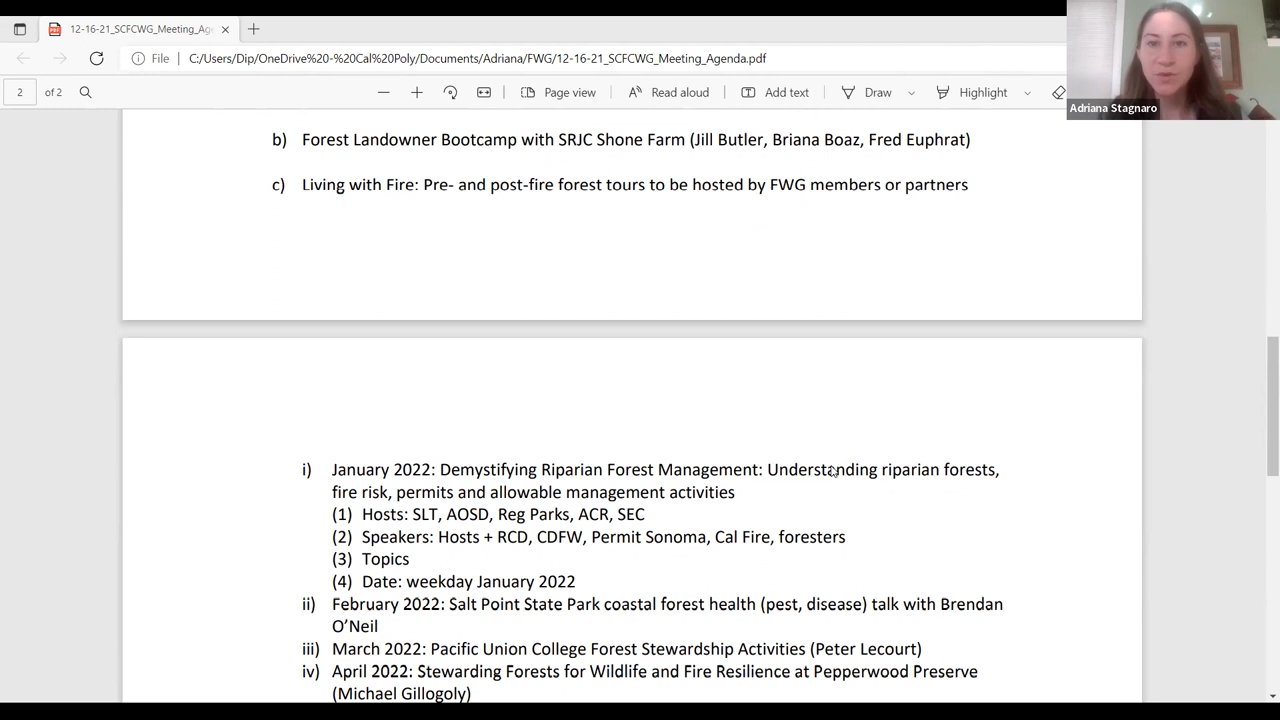 12-16-21_SCFCWG_Meeting_Age
File C:/Users/Dip/OneDrive%20-%20Cal%20Poly/Documents/Adriana/FWG/12-16-21_SCFCWG_Meeting_Agenda.pdf
2 of 2 Page view Read aloud Add text Draw Highlight
Adriana Stagnaro
b) Forest Landowner Bootcamp with SRJC Shone Farm (Jill Butler, Briana Boaz, Fred Euphrat)
c) Living with Fire: Pre- and post-fire forest tours to be hosted by FWG members or partners
i) January 2022: Demystifying Riparian Forest Management: Understanding riparian forests,
fire risk, permits and allowable management activities
(1) Hosts: SLT, AOSD, Reg Parks, ACR, SEC
(2) Speakers: Hosts + RCD, CDFW, Permit Sonoma, Cal Fire, foresters
(3) Topics
(4) Date: weekday January 2022
ii) February 2022: Salt Point State Park coastal forest health (pest, disease) talk with Brendan
O’Neil
iii) March 2022: Pacific Union College Forest Stewardship Activities (Peter Lecourt)
iv) April 2022: Stewarding Forests for Wildlife and Fire Resilience at Pepperwood Preserve
(Michael Gillogoly)